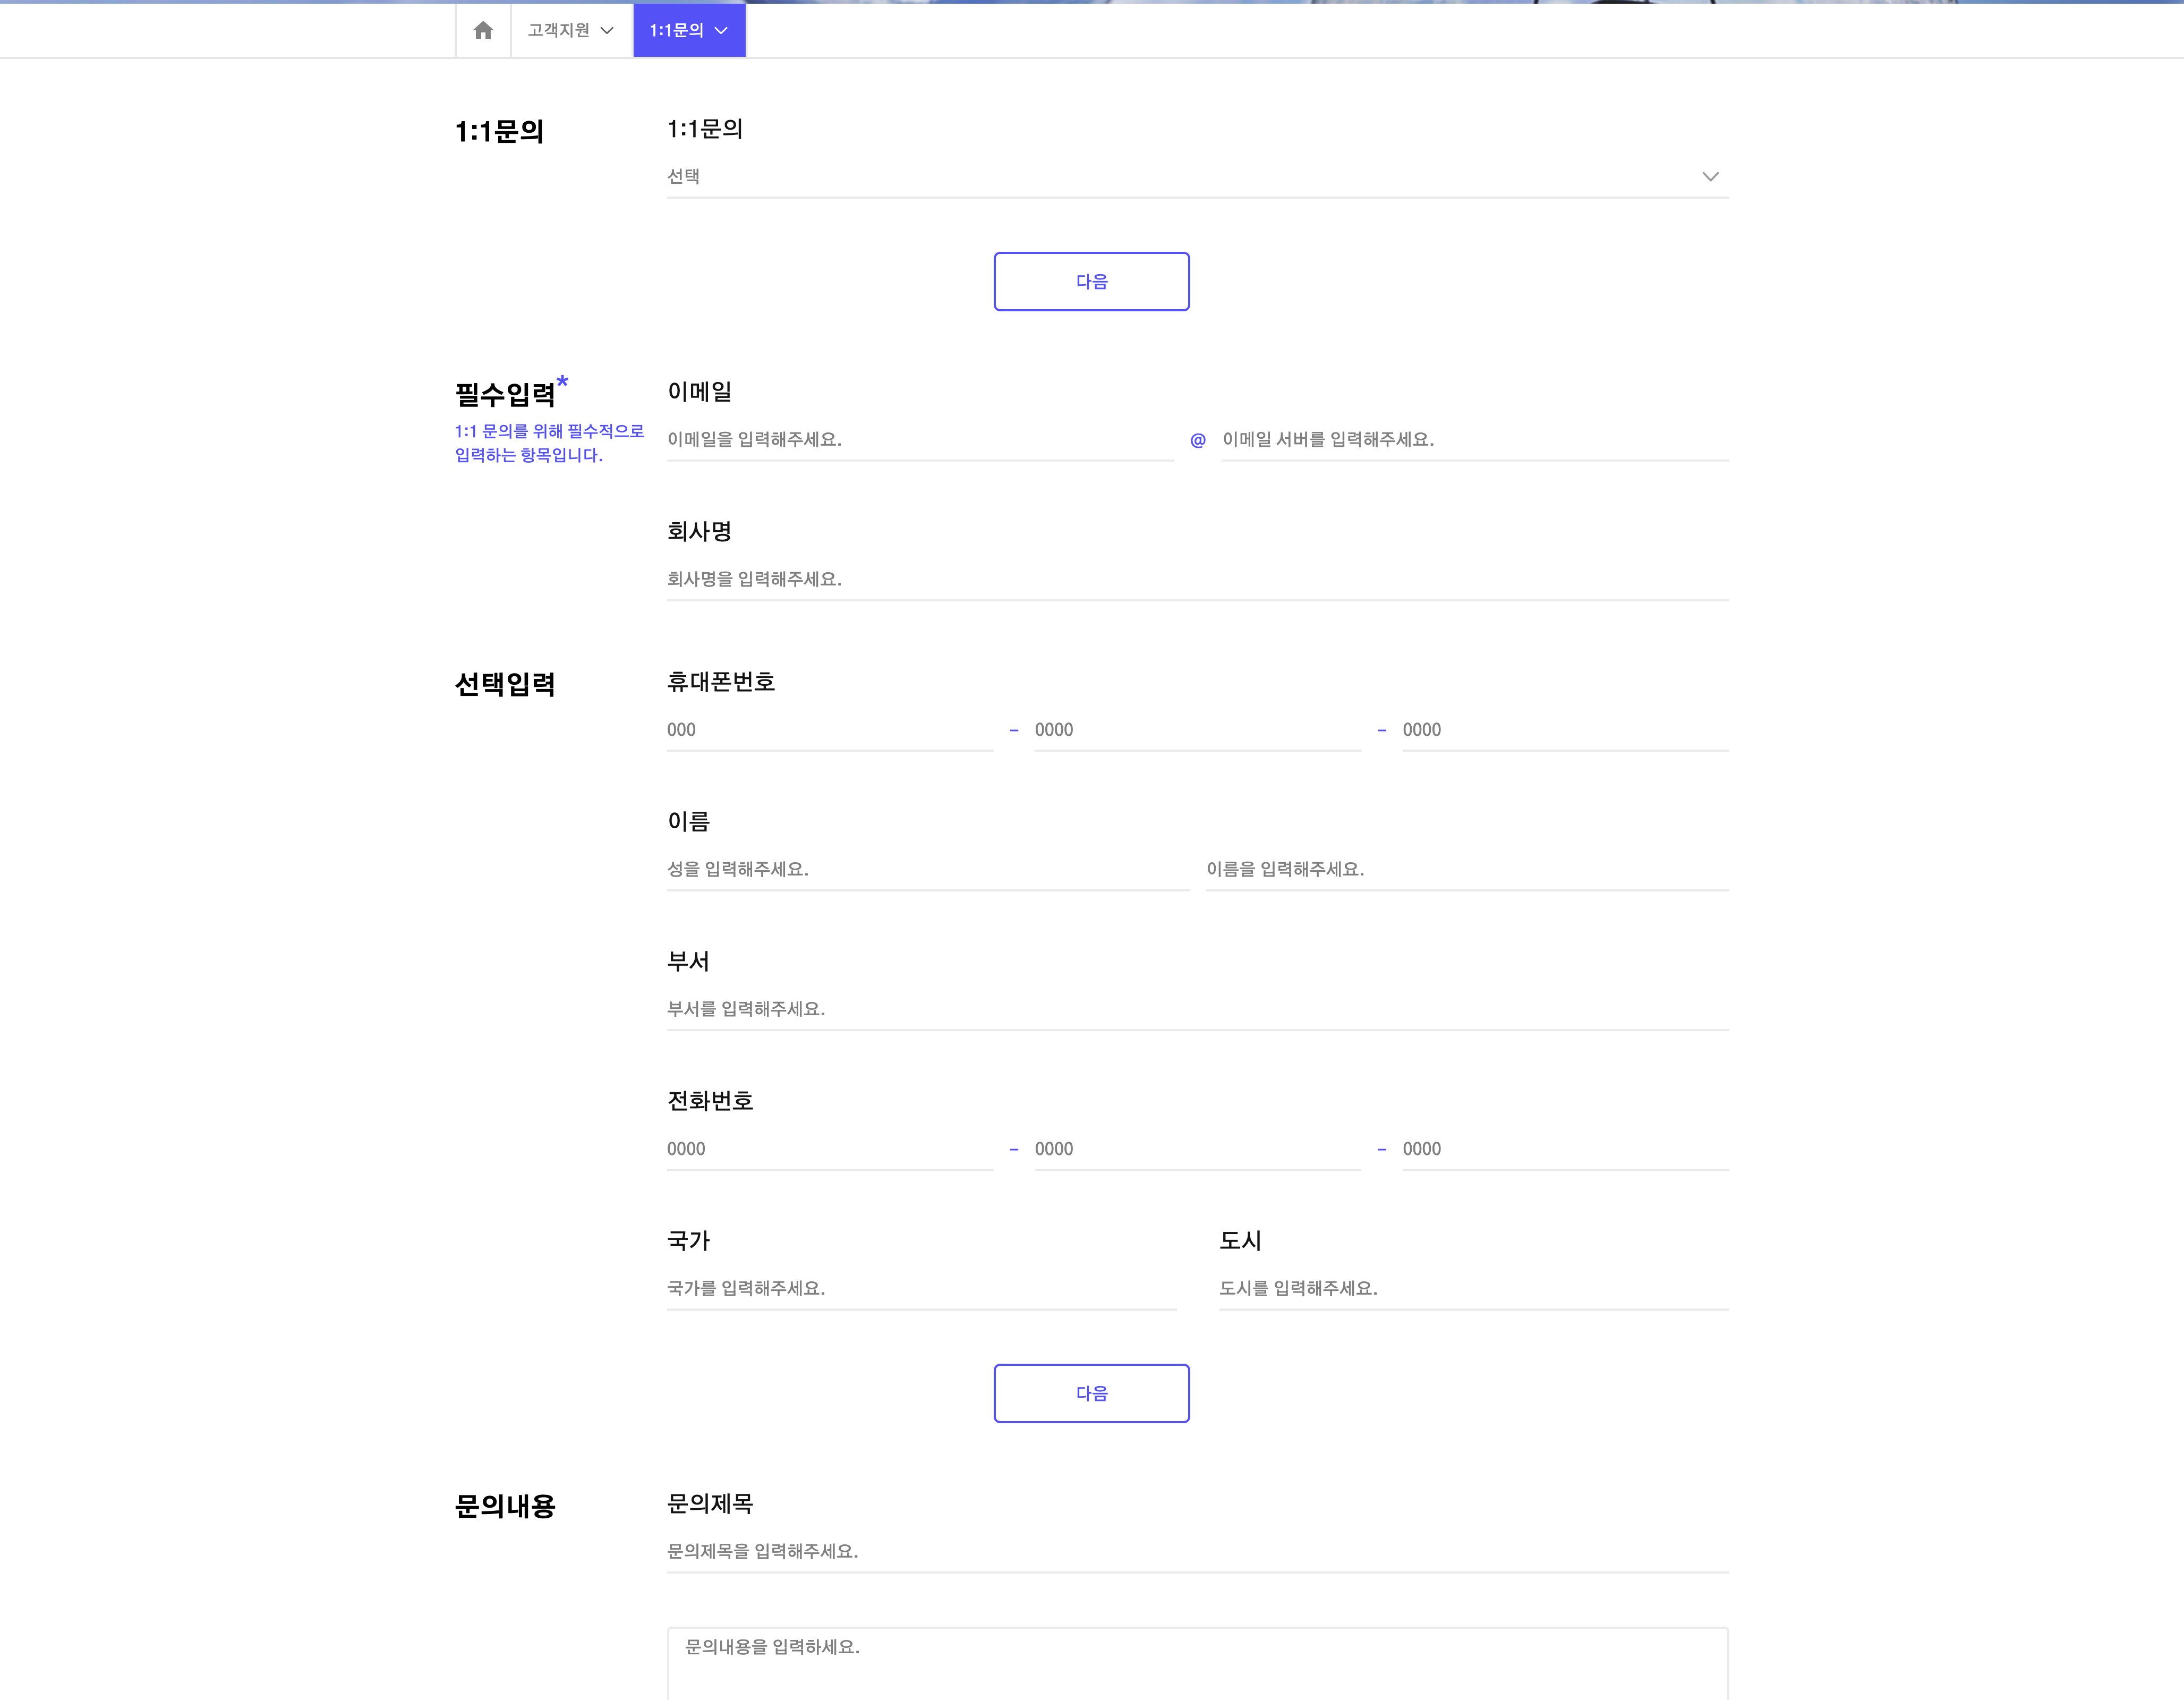 고객지원
1:1문의
1:1문의
1:1문의
선택
다음
필수입력*
1:1 문의를 위해 필수적으로
입력하는 항목입니다.
이메일
이메일을 입력해주세요. @ 이메일 서버를 입력해주세요.
회사명
회사명을 입력해주세요.
선택입력
휴대폰번호
000 - 0000 - 0000
이름
성을 입력해주세요. 이름을 입력해주세요.
부서
부서를 입력해주세요.
전화번호
0000 - 0000 - 0000
국가 도시
국가를 입력해주세요. 도시를 입력해주세요.
다음
문의내용
문의제목
문의제목을 입력해주세요.
문의내용을 입력하세요.